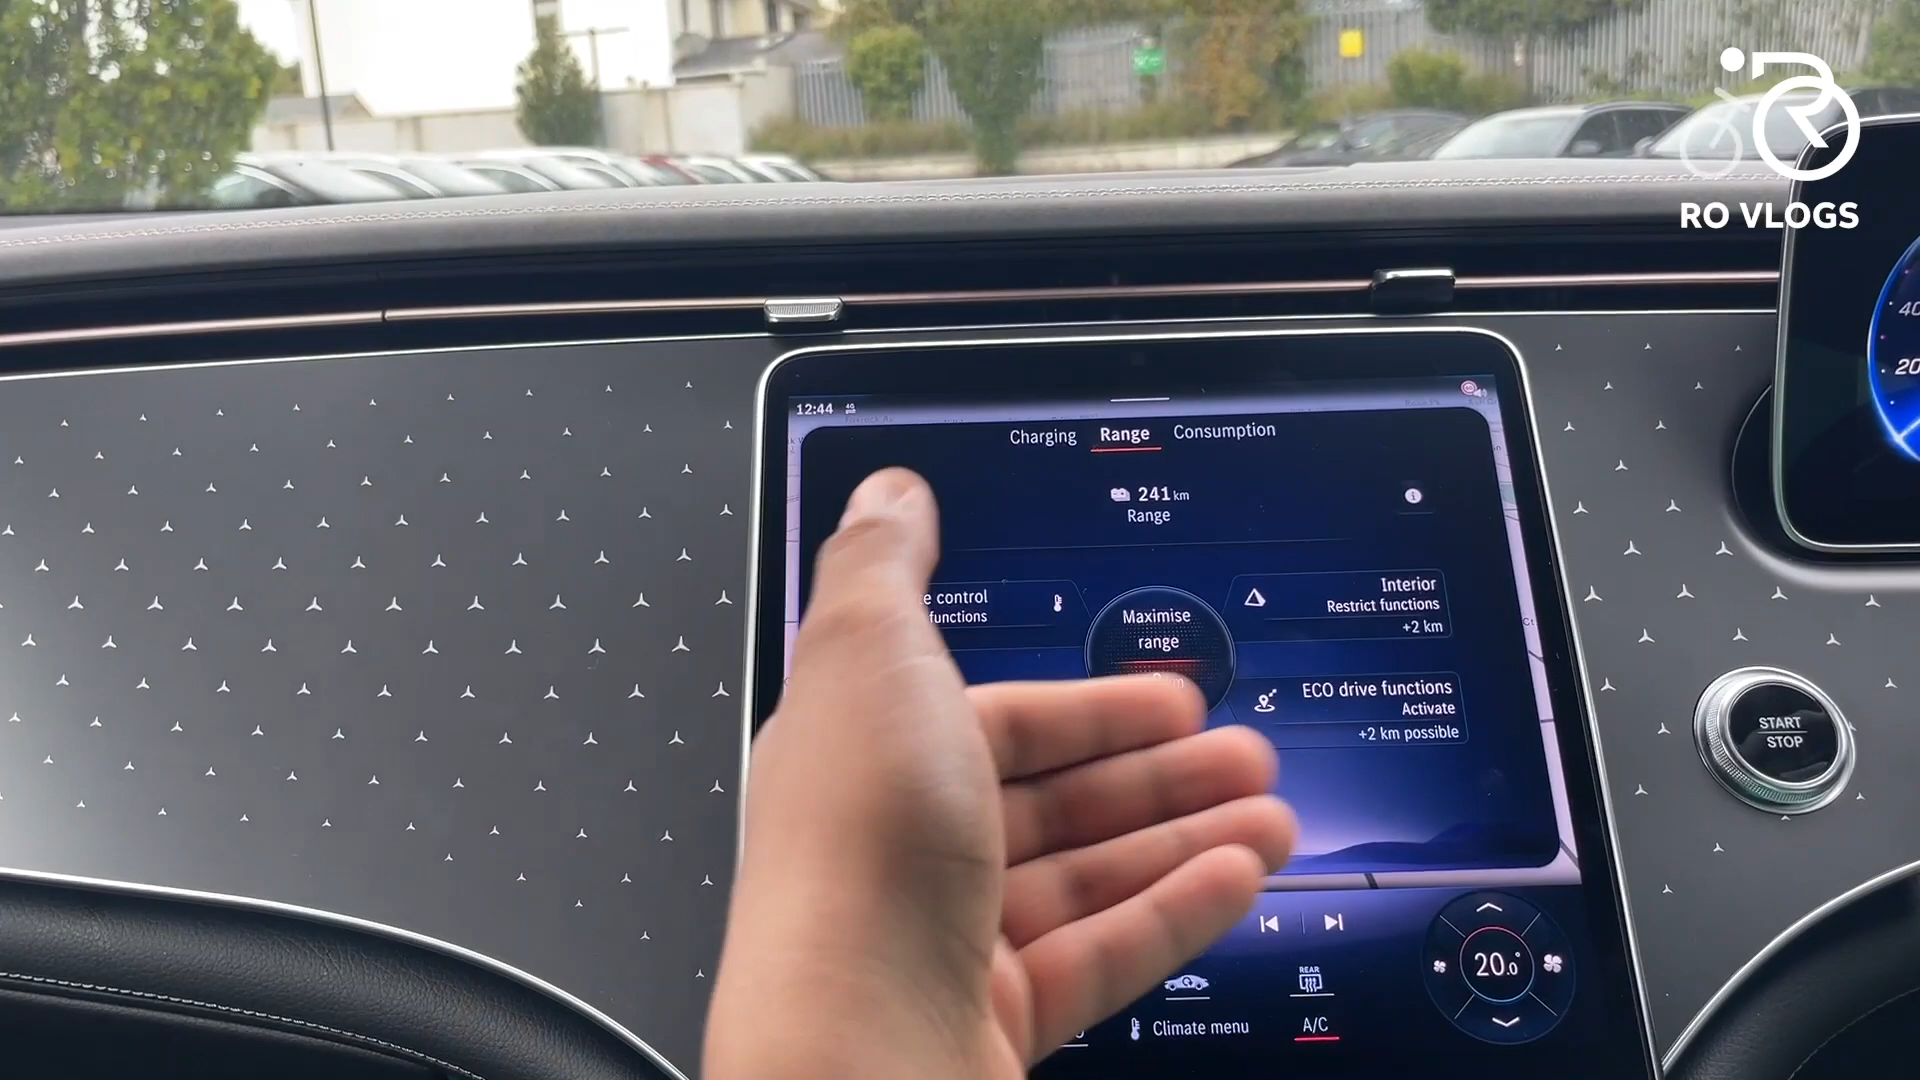 RO VLOGS
40
20
12:44
Charging Range Consumption
241 km
Range
e control
functions
Maximise
range
Interior
Restrict functions
+2 km
ECO drive functions
Activate
+2 km possible
START
STOP
20.0°
REAR
Climate menu
A/C